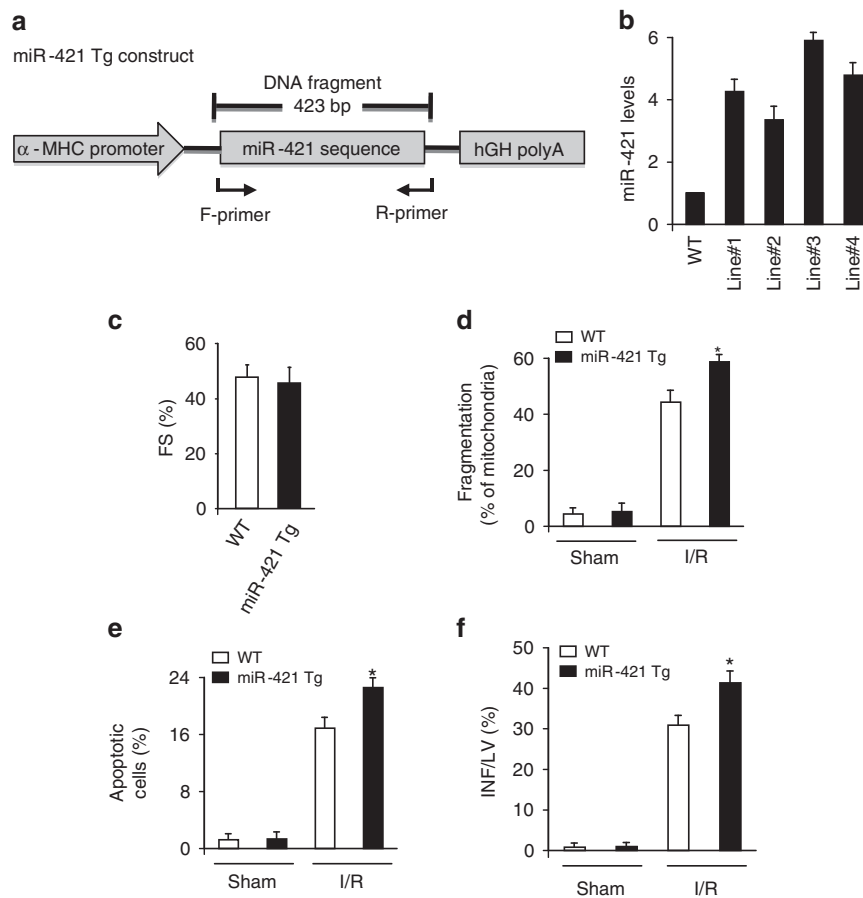 a
miR-421 Tg construct
DNA fragment
423 bp
α-MHC promoter
miR-421 sequence
hGH polyA
F-primer
R-primer
b
miR-421 levels
6
4
2
0
WT
Line#1
Line#2
Line#3
Line#4
c
FS (%)
60
40
20
0
WT
miR-421 Tg
d
WT
miR-421 Tg
Fragmentation
(% of mitochondria)
60
40
20
0
*
Sham
I/R
e
WT
miR-421 Tg
Apoptotic
cells (%)
24
16
8
0
*
Sham
I/R
f
WT
miR-421 Tg
INF/LV (%)
50
40
30
20
10
0
*
Sham
I/R